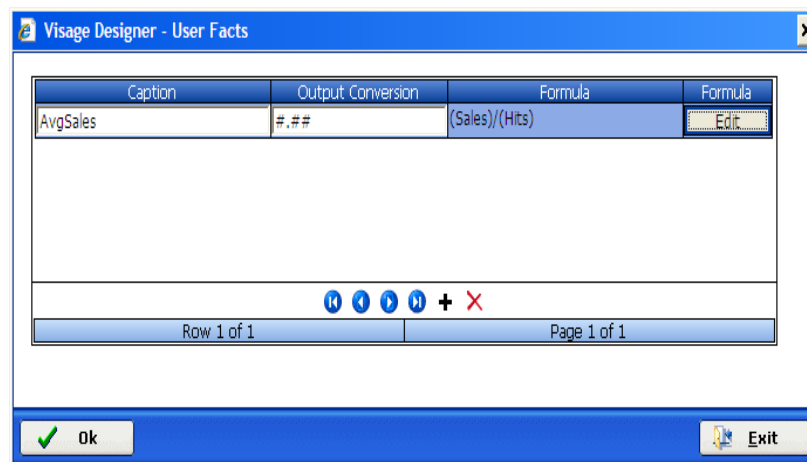 Visage Designer - User Facts
Caption Output Conversion Formula Formula
AvgSales #.## (Sales)/(Hits) Edit
Row 1 of 1 Page 1 of 1
Ok Exit